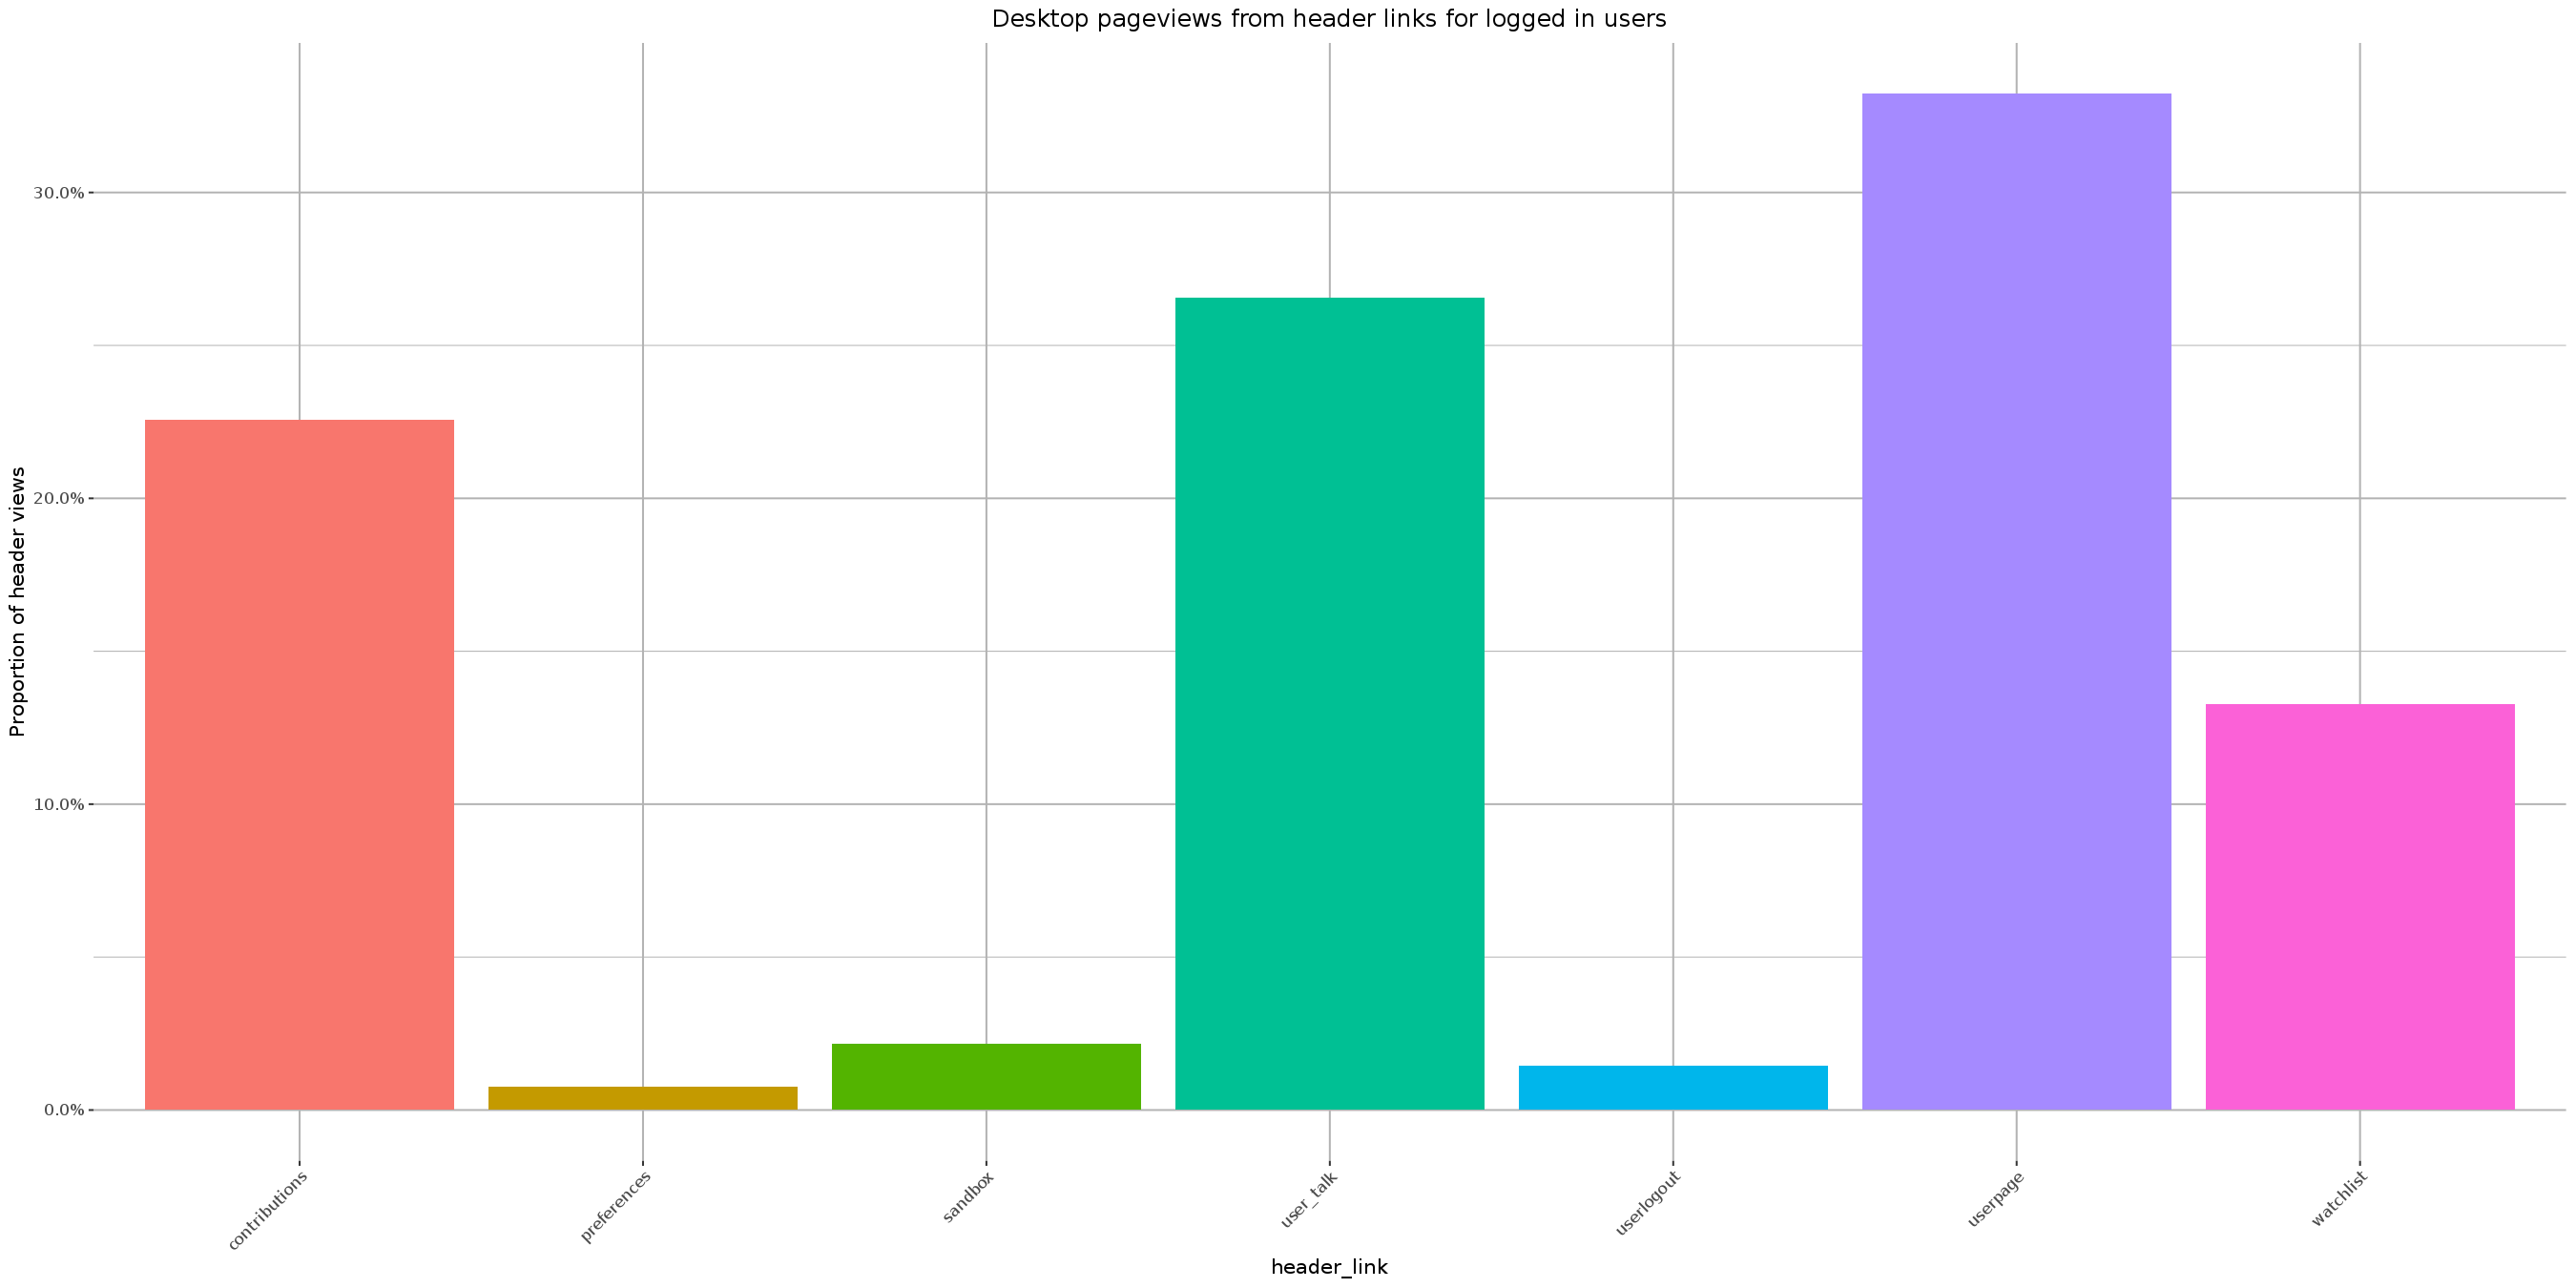 Desktop pageviews from header links for logged in users
Proportion of header views
30.0%
20.0%
10.0%
0.0%
contributions
preferences
sandbox
user_talk
userlogout
userpage
watchlist
header_link